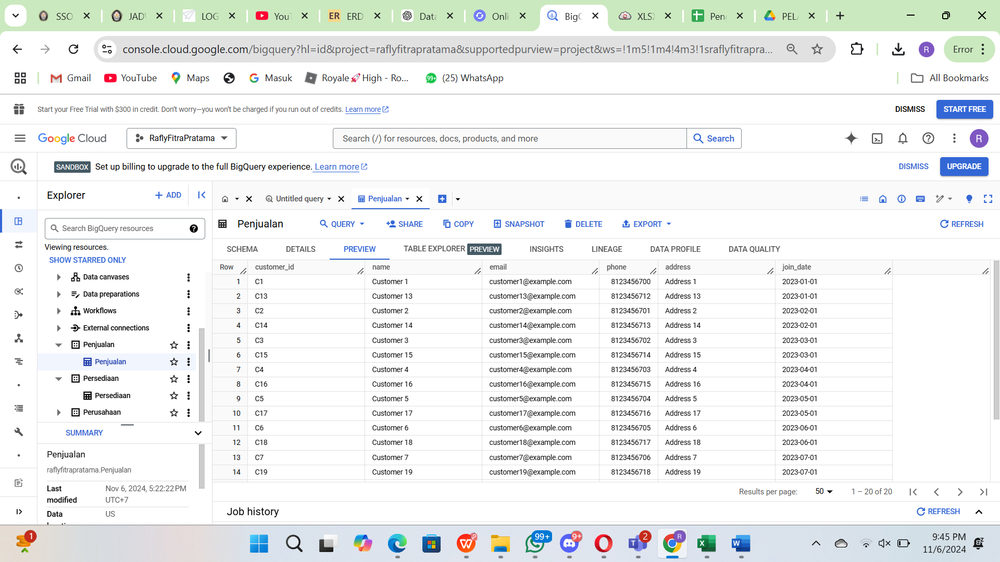 SSO
JAD
LOG
You
ER ERD
Data
Onli
BigC
XLS
Peng
PEL
console.cloud.google.com/bigquery?hl=id&project=raflyfitrapratama&supportedpurview=project&ws=!1m5!1m4!4m3!1sraflyfitrapra...
R
Error
Gmail
YouTube
Maps
Masuk
Royale🚀High - Ro...
99+ (25) WhatsApp
All Bookmarks
Start your Free Trial with $300 in credit. Don't worry—you won't be charged if you run out of credits. Learn more
DISMISS
START FREE
Google Cloud
RaflyFitraPratama
Search (/) for resources, docs, products, and more
Search
R
SANDBOX Set up billing to upgrade to the full BigQuery experience. Learn more
DISMISS
UPGRADE
Explorer
+ ADD
Untitled query
Penjualan
Search BigQuery resources
Viewing resources.
SHOW STARRED ONLY
Data canvases
Data preparations
Workflows
External connections
Penjualan
Penjualan
Persediaan
Persediaan
Perusahaan
SUMMARY
Penjualan
raflyfitrapratama.Penjualan
Last modified Nov 6, 2024, 5:22:22 PM UTC+7
Data US
Penjualan
QUERY
SHARE
COPY
SNAPSHOT
DELETE
EXPORT
REFRESH
SCHEMA DETAILS PREVIEW TABLE EXPLORER PREVIEW INSIGHTS LINEAGE DATA PROFILE DATA QUALITY
Row customer_id name email phone address join_date
1 C1 Customer 1 customer1@example.com 8123456700 Address 1 2023-01-01
2 C13 Customer 13 customer13@example.com 8123456712 Address 13 2023-01-01
3 C2 Customer 2 customer2@example.com 8123456701 Address 2 2023-02-01
4 C14 Customer 14 customer14@example.com 8123456713 Address 14 2023-02-01
5 C3 Customer 3 customer3@example.com 8123456702 Address 3 2023-03-01
6 C15 Customer 15 customer15@example.com 8123456714 Address 15 2023-03-01
7 C4 Customer 4 customer4@example.com 8123456703 Address 4 2023-04-01
8 C16 Customer 16 customer16@example.com 8123456715 Address 16 2023-04-01
9 C5 Customer 5 customer5@example.com 8123456704 Address 5 2023-05-01
10 C17 Customer 17 customer17@example.com 8123456716 Address 17 2023-05-01
11 C6 Customer 6 customer6@example.com 8123456705 Address 6 2023-06-01
12 C18 Customer 18 customer18@example.com 8123456717 Address 18 2023-06-01
13 C7 Customer 7 customer7@example.com 8123456706 Address 7 2023-07-01
14 C19 Customer 19 customer19@example.com 8123456718 Address 19 2023-07-01
Results per page: 50 1 – 20 of 20
Job history
REFRESH
1
99+
9+
2
R
9:45 PM
11/6/2024